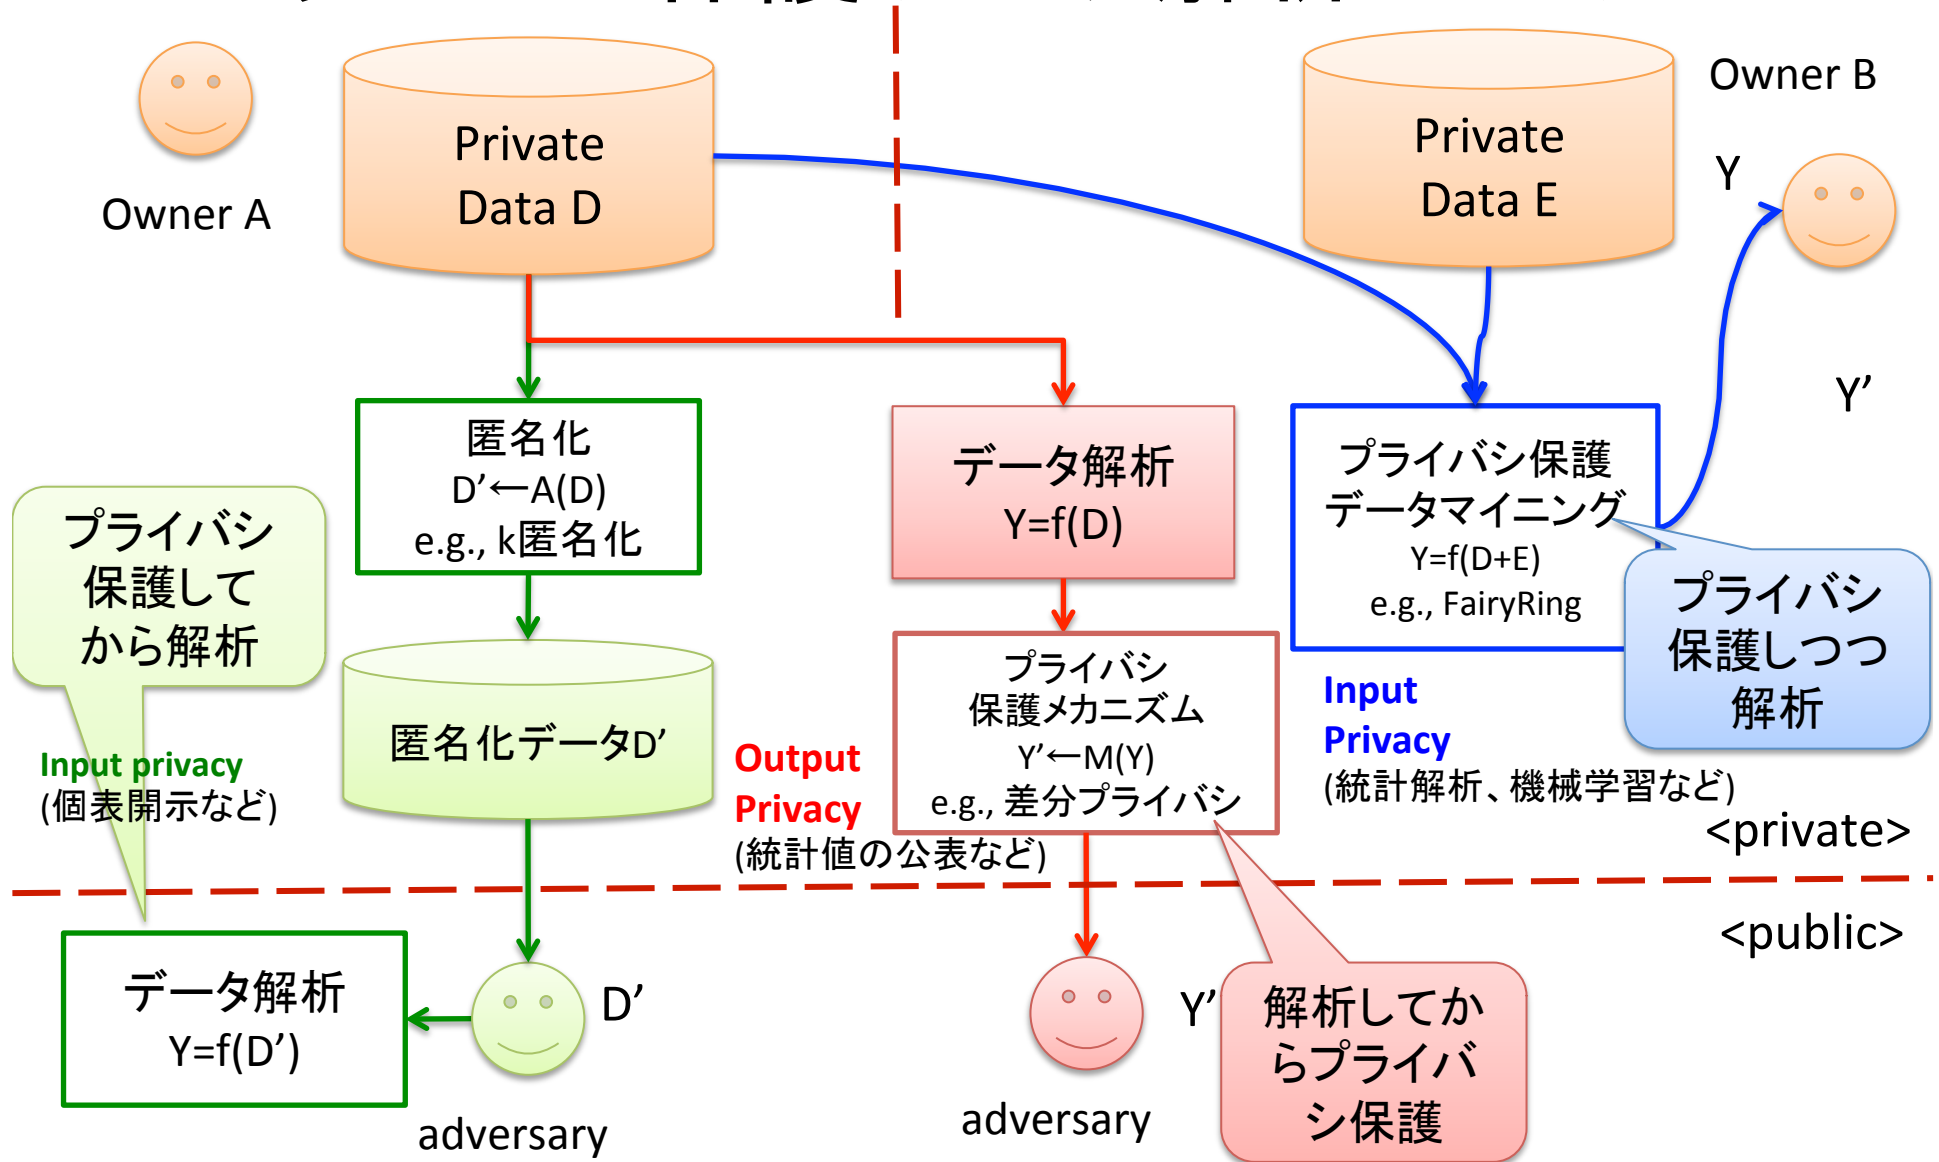 Owner A
Private
Data D
Private
Data E
Owner B
Y
Y’
匿名化
D’←A(D)
e.g., k匿名化
データ解析
Y=f(D)
プライバシ保護
データマイニング
Y=f(D+E)
e.g., FairyRing
プライバシ
保護して
から解析
プライバシ
保護しつつ
解析
匿名化データD’
プライバシ
保護メカニズム
Y’←M(Y)
e.g., 差分プライバシ
Input privacy
(個表開示など)
Output
Privacy
(統計値の公表など)
Input
Privacy
(統計解析、機械学習など)
<private>
<public>
データ解析
Y=f(D’)
D’
adversary
Y’
adversary
解析してか
らプライバ
シ保護